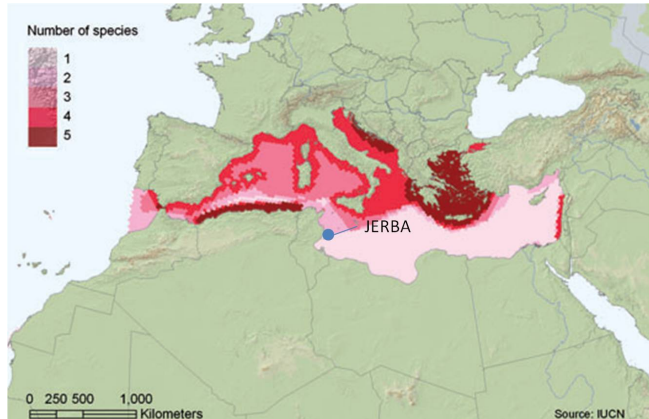 Number of species
1
2
3
4
5
JERBA
0 250 500 1,000
Kilometers
Source: IUCN